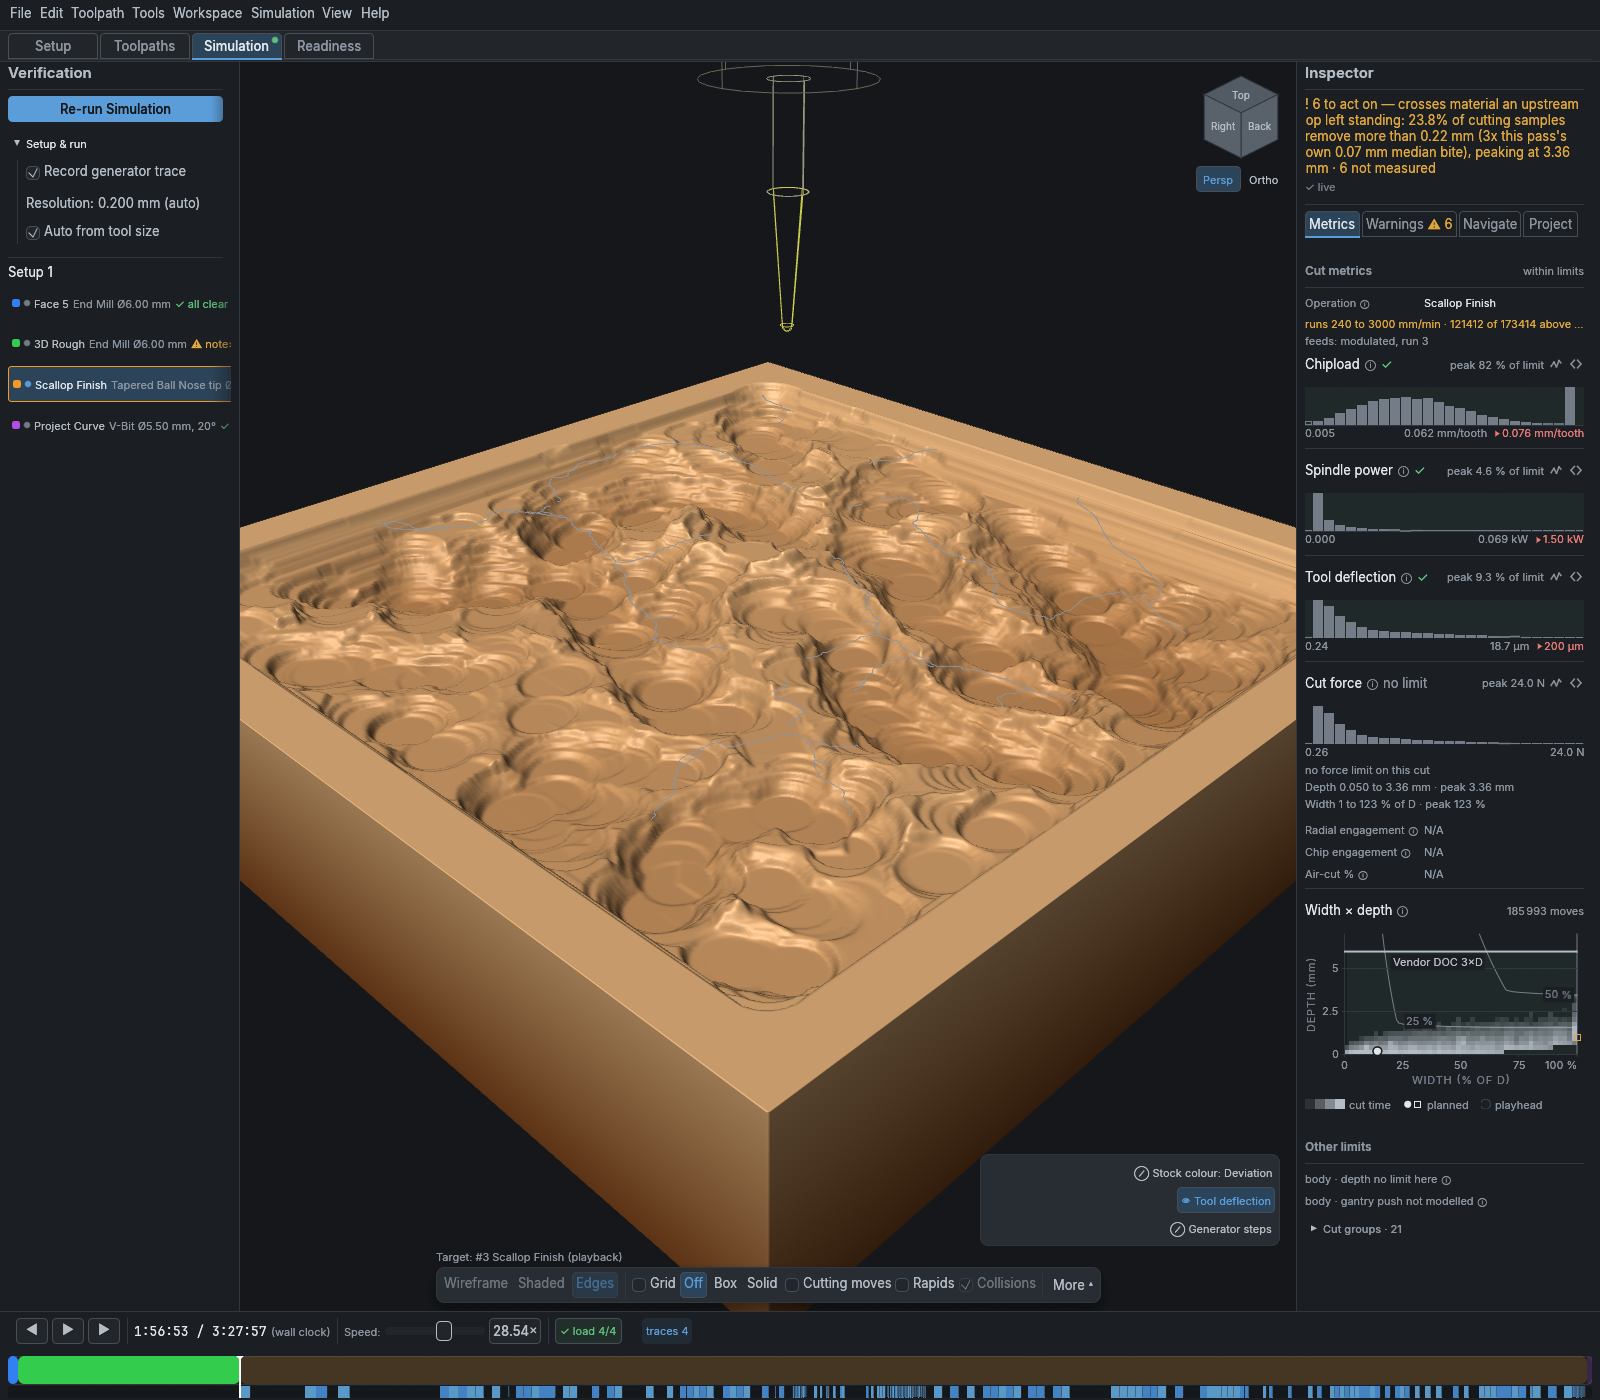 File Edit Toolpath Tools Workspace Simulation View Help
Setup Toolpaths Simulation Readiness
Verification
Re-run Simulation
Setup & run
Record generator trace
Resolution: 0.200 mm (auto)
Auto from tool size
Setup 1
Face 5 End Mill Ø6.00 mm ✓ all clear
3D Rough End Mill Ø6.00 mm ⚠ note
Scallop Finish Tapered Ball Nose tip
Project Curve V-Bit Ø5.50 mm, 20° ✓
Top
Right Back
Persp Ortho
Stock colour: Deviation
Tool deflection
Generator steps
Target: #3 Scallop Finish (playback)
Wireframe Shaded Edges Grid Off Box Solid Cutting moves Rapids Collisions More
Inspector
! 6 to act on — crosses material an upstream
op left standing: 23.8% of cutting samples
remove more than 0.22 mm (3x this pass's
own 0.07 mm median bite), peaking at 3.36
mm · 6 not measured
✓ live
Metrics Warnings ⚠ 6 Navigate Project
Cut metrics within limits
Operation Scallop Finish
runs 240 to 3000 mm/min · 121412 of 173414 above ...
feeds: modulated, run 3
Chipload ✓ peak 82 % of limit
0.005 0.062 mm/tooth 0.076 mm/tooth
Spindle power ✓ peak 4.6 % of limit
0.000 0.069 kW 1.50 kW
Tool deflection ✓ peak 9.3 % of limit
0.24 18.7 µm 200 µm
Cut force no limit peak 24.0 N
0.26 24.0 N
no force limit on this cut
Depth 0.050 to 3.36 mm · peak 3.36 mm
Width 1 to 123 % of D · peak 123 %
Radial engagement N/A
Chip engagement N/A
Air-cut % N/A
Width × depth 185 993 moves
Vendor DOC 3×D
50 %
25 %
DEPTH (mm)
5
2.5
0
0 25 50 75 100 %
WIDTH (% OF D)
cut time planned playhead
Other limits
body · depth no limit here
body · gantry push not modelled
Cut groups · 21
1:56:53 / 3:27:57 (wall clock) Speed: 28.54× ✓ load 4/4 traces 4